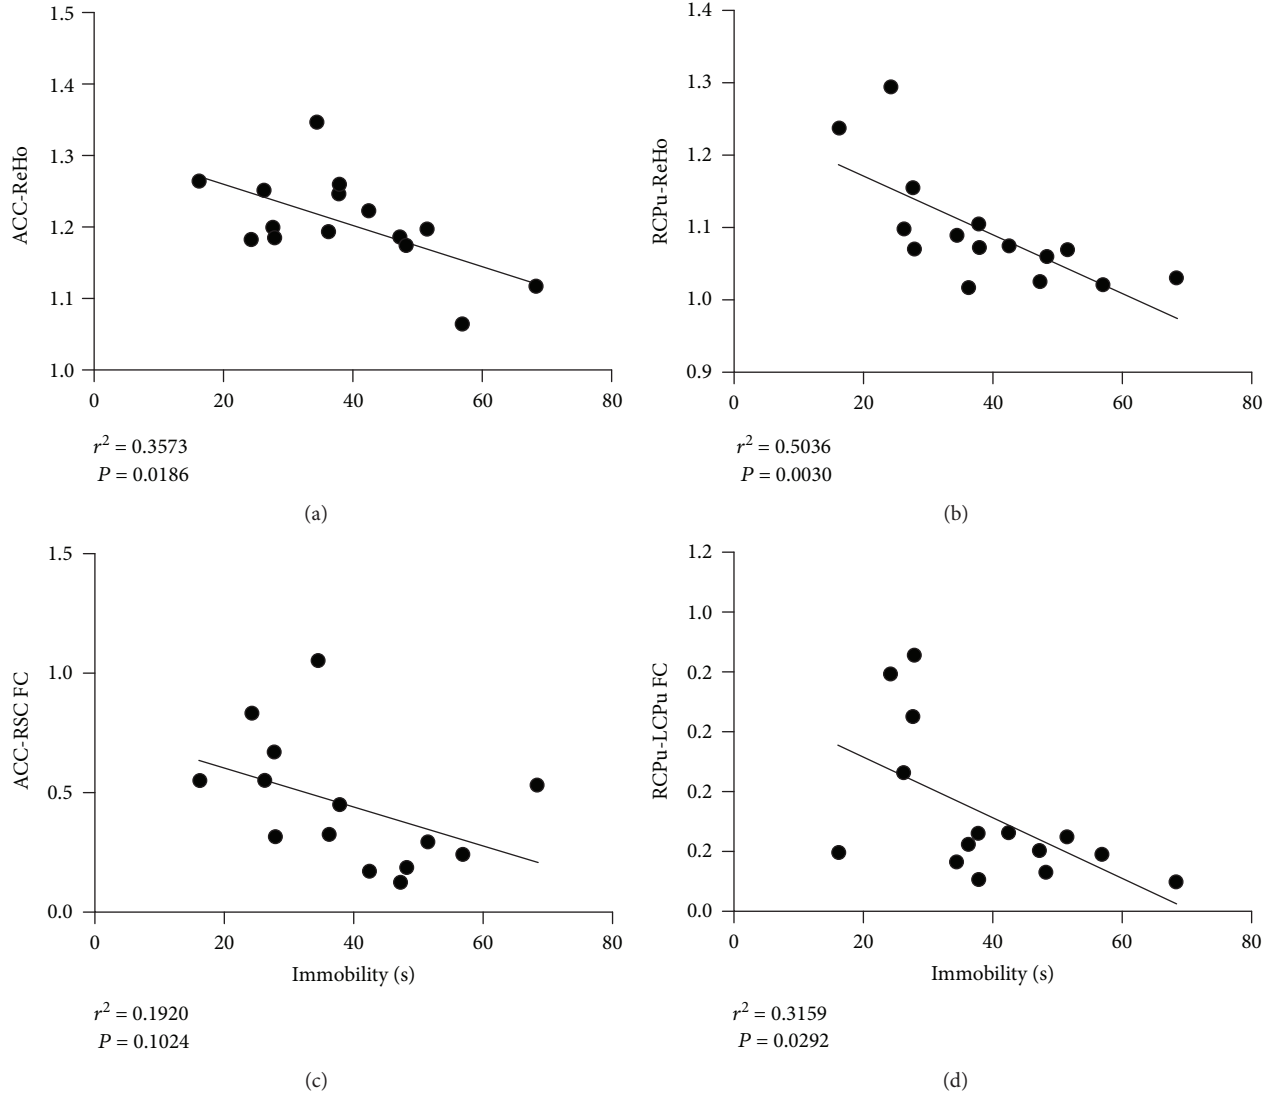 1.5
1.4
1.3
1.2
1.1
1.0
ACC-ReHo
0 20 40 60 80
r² = 0.3573
P = 0.0186
(a)
1.4
1.3
1.2
1.1
1.0
0.9
RCPu-ReHo
0 20 40 60 80
r² = 0.5036
P = 0.0030
(b)
1.5
1.0
0.5
0.0
ACC-RSC FC
0 20 40 60 80
Immobility (s)
r² = 0.1920
P = 0.1024
(c)
1.2
1.0
0.2
0.2
0.2
0.2
0.0
RCPu-LCPu FC
0 20 40 60 80
Immobility (s)
r² = 0.3159
P = 0.0292
(d)